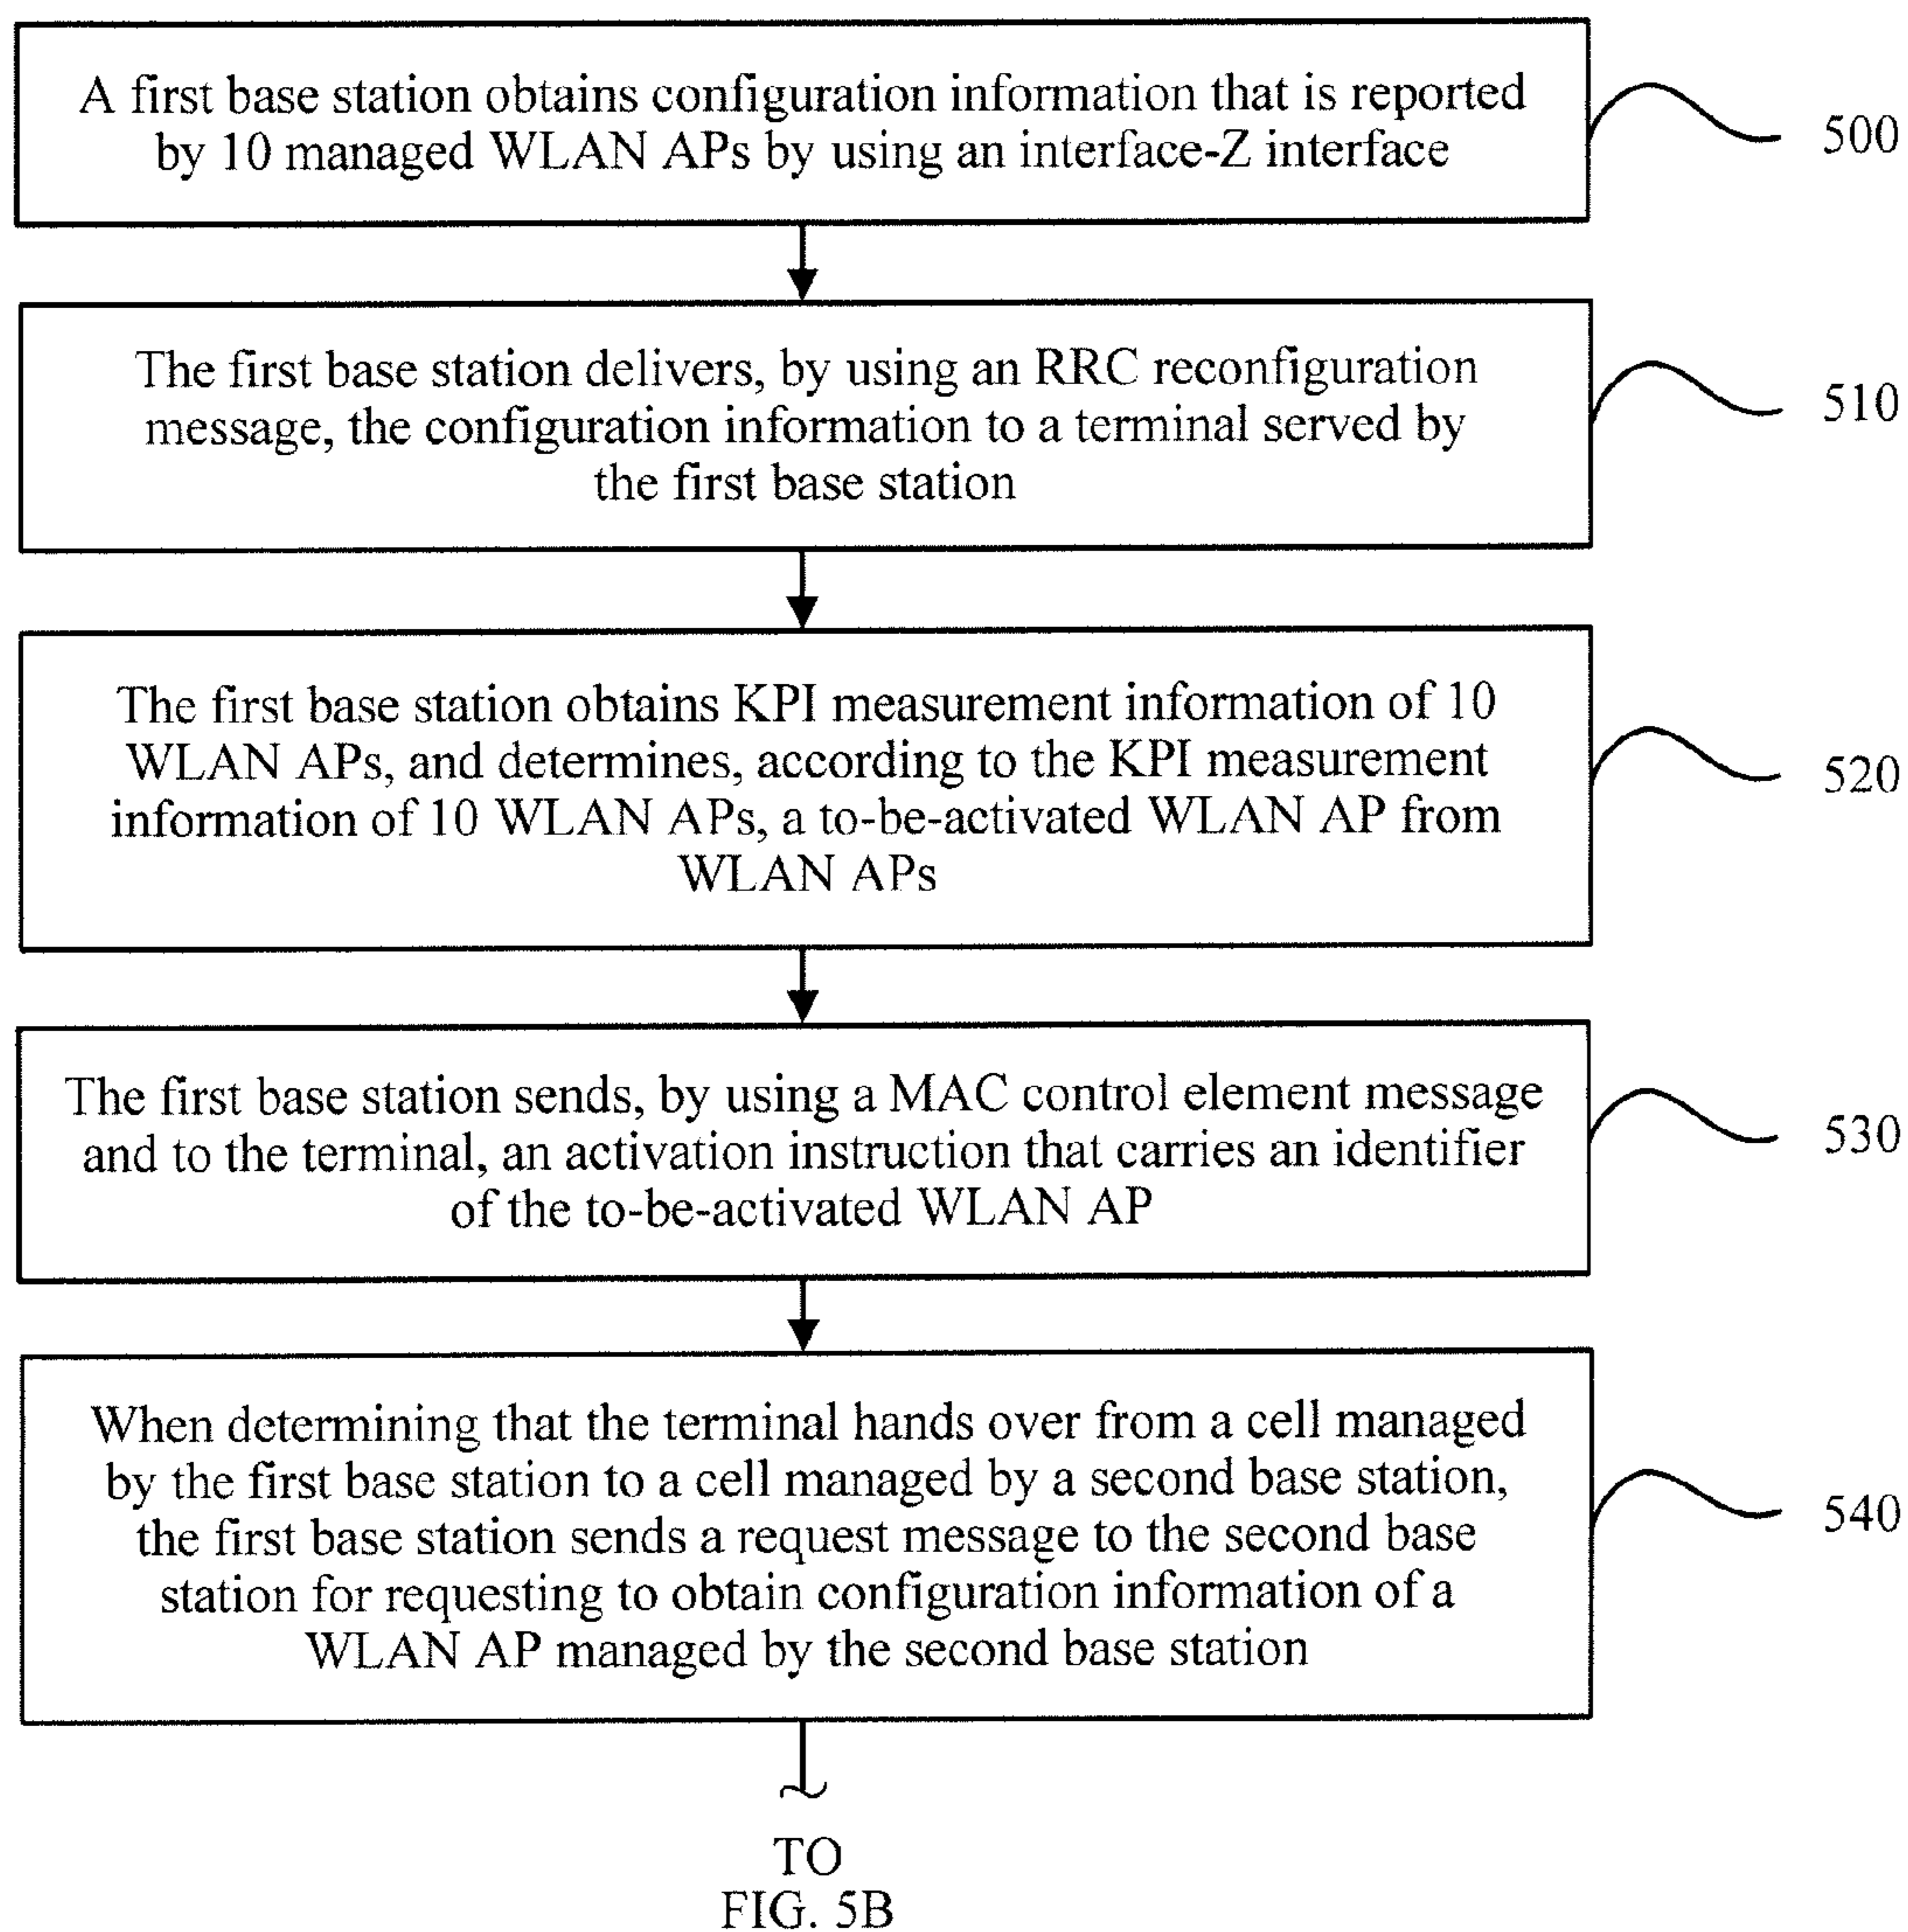 A first base station obtains configuration information that is reported
by 10 managed WLAN APs by using an interface-Z interface
500
The first base station delivers, by using an RRC reconfiguration
message, the configuration information to a terminal served by
the first base station
510
The first base station obtains KPI measurement information of 10
WLAN APs, and determines, according to the KPI measurement
information of 10 WLAN APs, a to-be-activated WLAN AP from
WLAN APs
520
The first base station sends, by using a MAC control element message
and to the terminal, an activation instruction that carries an identifier
of the to-be-activated WLAN AP
530
When determining that the terminal hands over from a cell managed
by the first base station to a cell managed by a second base station,
the first base station sends a request message to the second base
station for requesting to obtain configuration information of a
WLAN AP managed by the second base station
540
TO
FIG. 5B